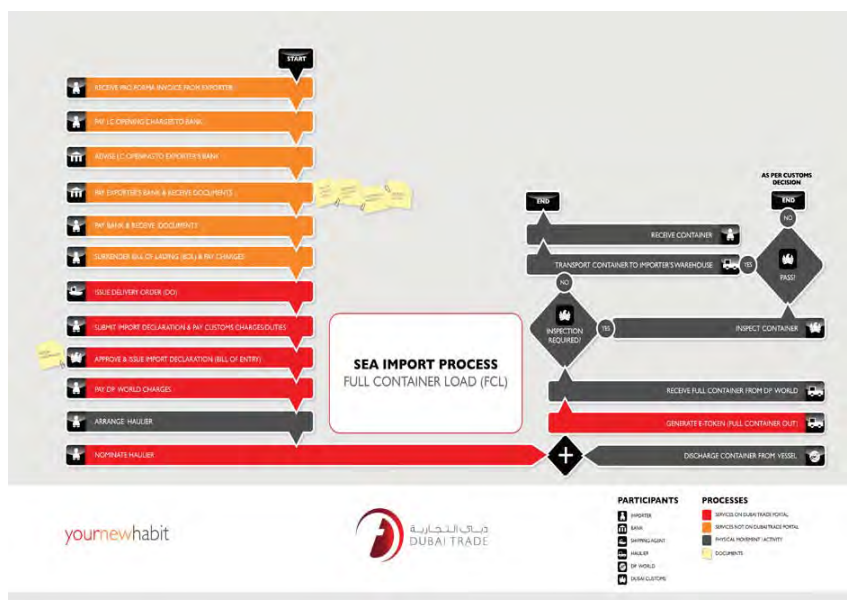 START
RECEIVE PRO FORMA INVOICE FROM EXPORTER
PAY LC OPENING CHARGES TO BANK
ADVISE LC OPENING TO EXPORTER'S BANK
PAY EXPORTER'S BANK & RECEIVE DOCUMENTS
PAY BANK & RECEIVE DOCUMENTS
SURRENDER BILL OF LADING (BOL) & PAY CHARGES
ISSUE DELIVERY ORDER (DO)
SUBMIT IMPORT DECLARATION & PAY CUSTOMS CHARGES/DUTIES
APPROVE & ISSUE IMPORT DECLARATION (BILL OF ENTRY)
PAY DP WORLD CHARGES
ARRANGE HAULIER
NOMINATE HAULIER
SEA IMPORT PROCESS
FULL CONTAINER LOAD (FCL)
AS PER CUSTOMS
DECISION
END
END
NO
RECEIVE CONTAINER
TRANSPORT CONTAINER TO IMPORTER'S WAREHOUSE
YES
PASS?
NO
INSPECTION
REQUIRED?
YES
INSPECT CONTAINER
RECEIVE FULL CONTAINER FROM DP WORLD
GENERATE E-TOKEN (FULL CONTAINER OUT)
+
DISCHARGE CONTAINER FROM VESSEL
yournewhabit
دبي التجارية
DUBAI TRADE
PARTICIPANTS
IMPORTER
BANK
SHIPPING AGENT
HAULIER
DP WORLD
DUBAI CUSTOMS
PROCESSES
SERVICES ON DUBAI TRADE PORTAL
SERVICES NOT ON DUBAI TRADE PORTAL
PHYSICAL MOVEMENT / ACTIVITY
DOCUMENTS